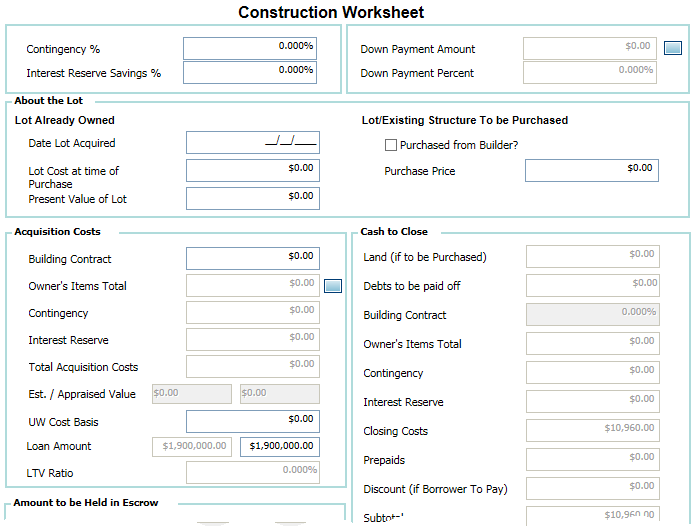 Construction Worksheet
Contingency % 0.000%
Interest Reserve Savings % 0.000%
Down Payment Amount $0.00
Down Payment Percent 0.000%
About the Lot
Lot Already Owned
Date Lot Acquired __/__/____
Lot Cost at time of
Purchase $0.00
Present Value of Lot $0.00
Lot/Existing Structure To be Purchased
Purchased from Builder?
Purchase Price $0.00
Acquisition Costs
Building Contract $0.00
Owner's Items Total $0.00
Contingency $0.00
Interest Reserve $0.00
Total Acquisition Costs $0.00
Est. / Appraised Value $0.00 $0.00
UW Cost Basis $0.00
Loan Amount $1,900,000.00 $1,900,000.00
LTV Ratio 0.000%
Amount to be Held in Escrow
Cash to Close
Land (if to be Purchased) $0.00
Debts to be paid off $0.00
Building Contract 0.000%
Owner's Items Total $0.00
Contingency $0.00
Interest Reserve $0.00
Closing Costs $10,960.00
Prepaids $0.00
Discount (if Borrower To Pay) $0.00
Subtotal $10,960.00